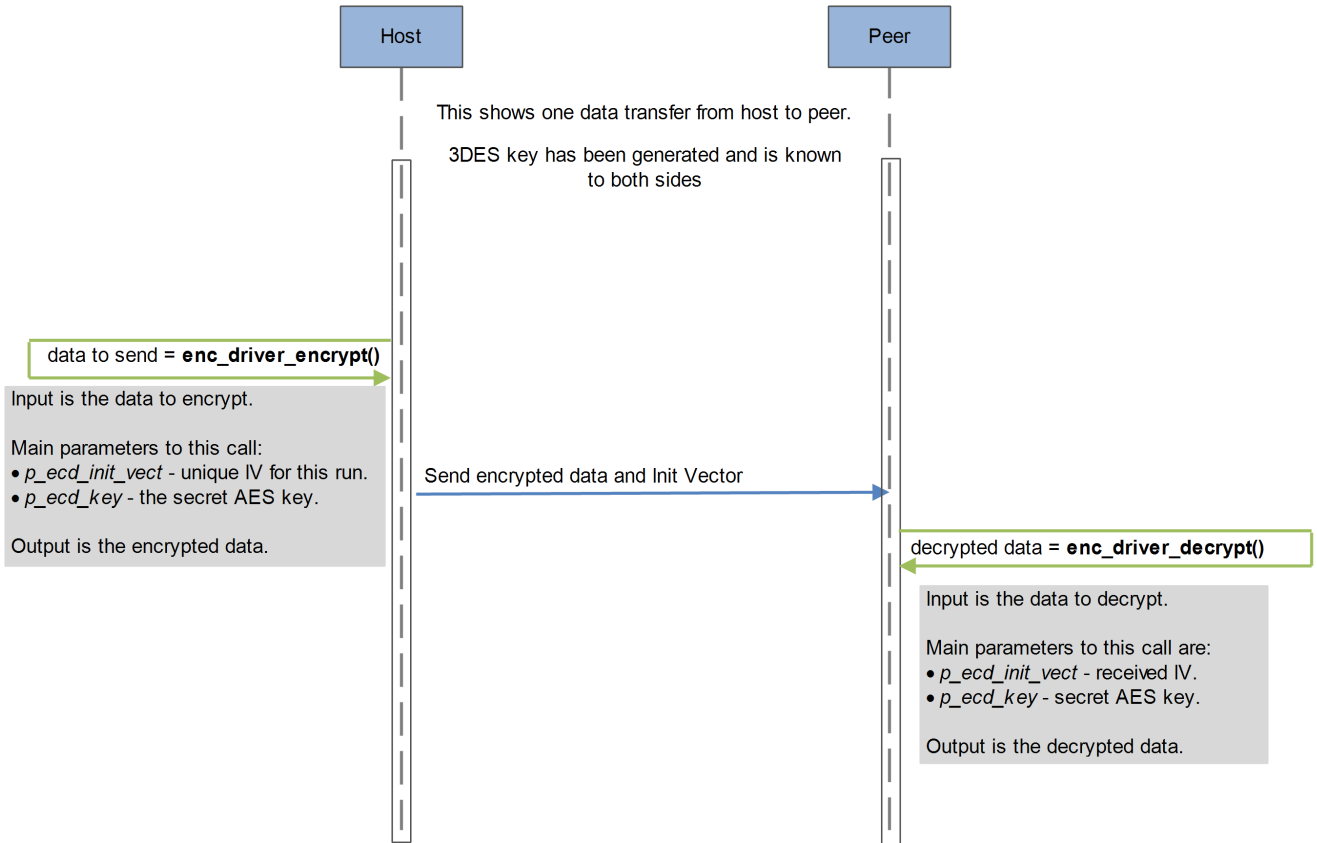 Host
Peer
This shows one data transfer from host to peer.
3DES key has been generated and is known
to both sides
data to send = enc_driver_encrypt()
Input is the data to encrypt.
Main parameters to this call:
• p_ecd_init_vect - unique IV for this run.
• p_ecd_key - the secret AES key.
Output is the encrypted data.
Send encrypted data and Init Vector
decrypted data = enc_driver_decrypt()
Input is the data to decrypt.
Main parameters to this call are:
• p_ecd_init_vect - received IV.
• p_ecd_key - secret AES key.
Output is the decrypted data.